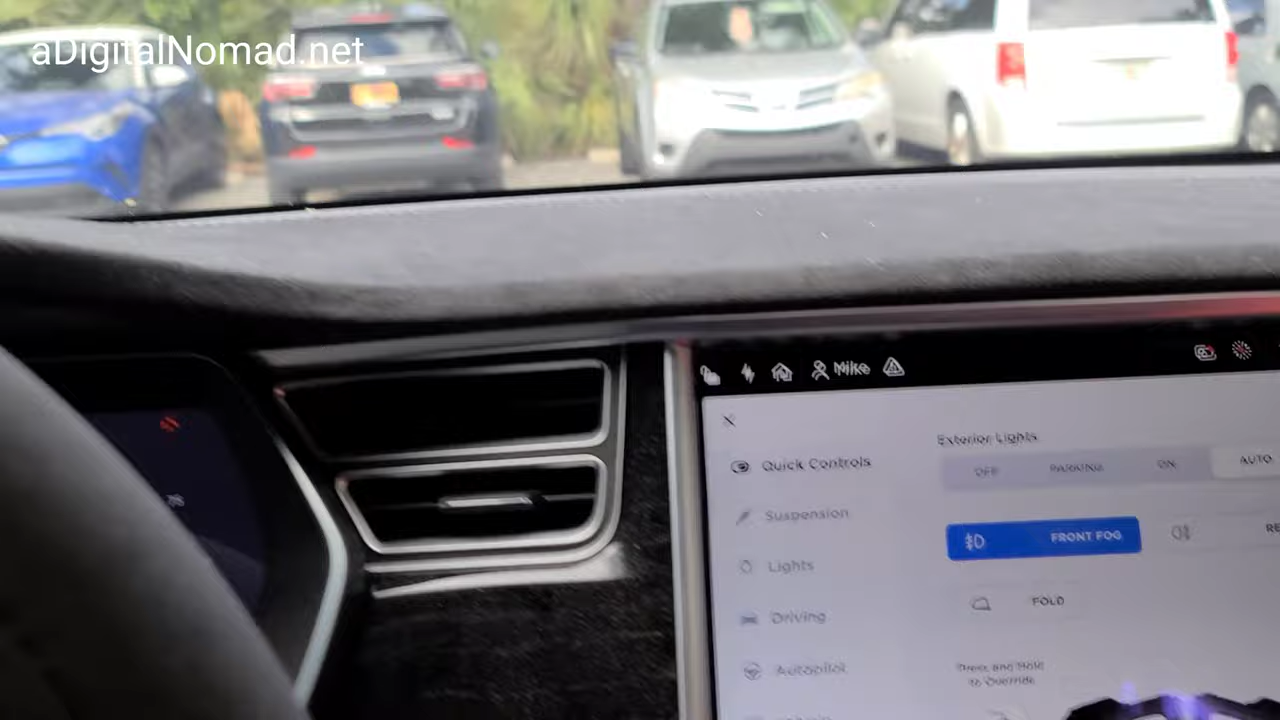 aDigitalNomad.net
Mike
Quick Controls
Suspension
Lights
Driving
Autopilot
Exterior Lights
OFF PARKING ON AUTO
FRONT FOG
FOLD
Press and Hold
to Override